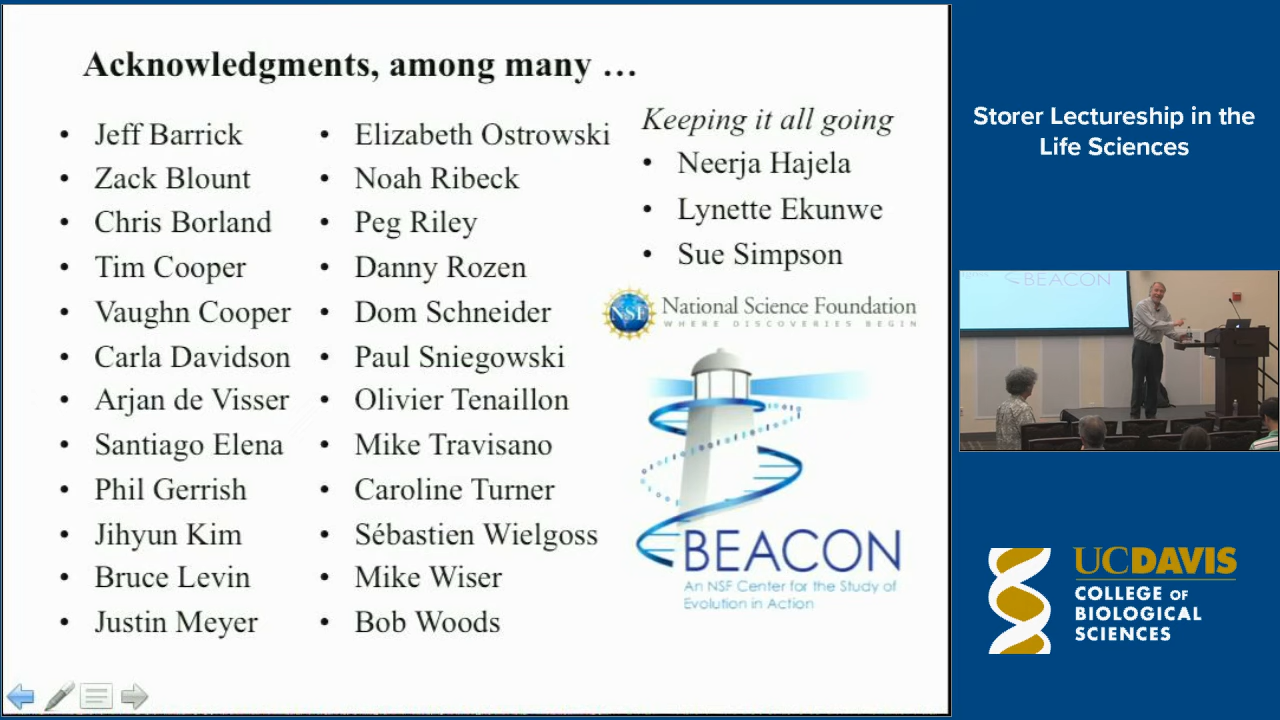 Acknowledgments, among many …
• Jeff Barrick
• Zack Blount
• Chris Borland
• Tim Cooper
• Vaughn Cooper
• Carla Davidson
• Arjan de Visser
• Santiago Elena
• Phil Gerrish
• Jihyun Kim
• Bruce Levin
• Justin Meyer
• Elizabeth Ostrowski
• Noah Ribeck
• Peg Riley
• Danny Rozen
• Dom Schneider
• Paul Sniegowski
• Olivier Tenaillon
• Mike Travisano
• Caroline Turner
• Sébastien Wielgoss
• Mike Wiser
• Bob Woods
Keeping it all going
• Neerja Hajela
• Lynette Ekunwe
• Sue Simpson
NSF
National Science Foundation
WHERE DISCOVERIES BEGIN
BEACON
An NSF Center for the Study of
Evolution in Action
Storer Lectureship in the
Life Sciences
BEACON
UCDAVIS
COLLEGE OF
BIOLOGICAL
SCIENCES